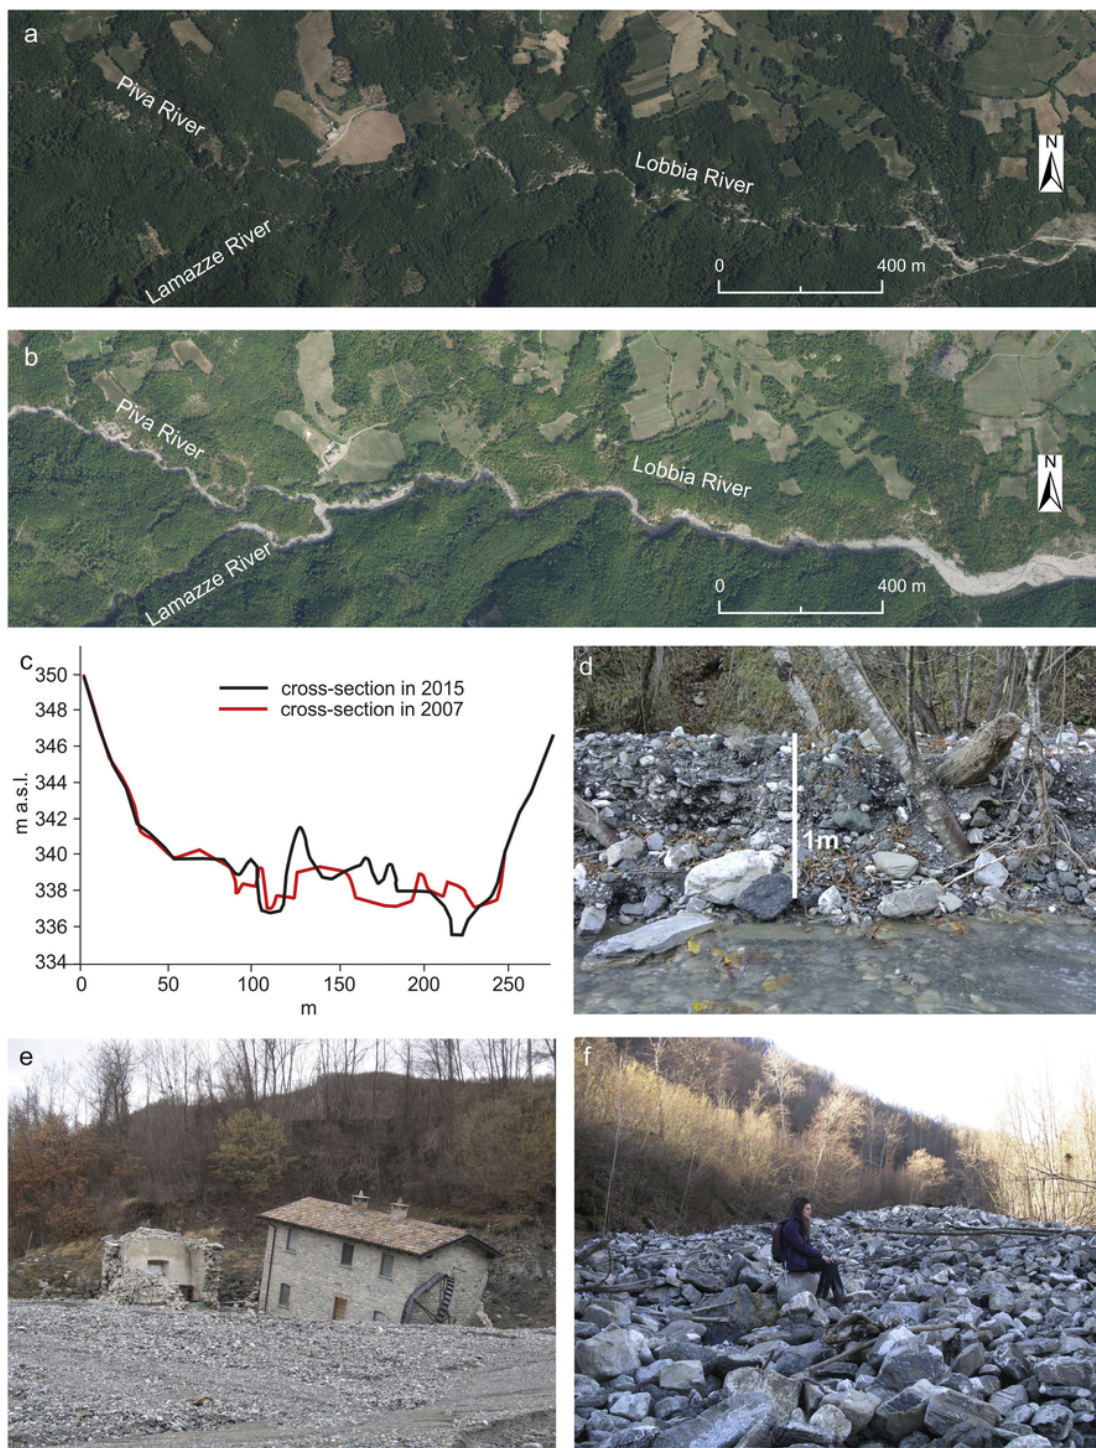 a
Piva River
Lobbia River
Lamazze River
N
0 400 m
b
Piva River
Lobbia River
Lamazze River
N
0 400 m
c
350
348
346
344
342
340
338
336
334
m a.s.l.
cross-section in 2015
cross-section in 2007
0 50 100 150 200 250
m
d
1m
e
f